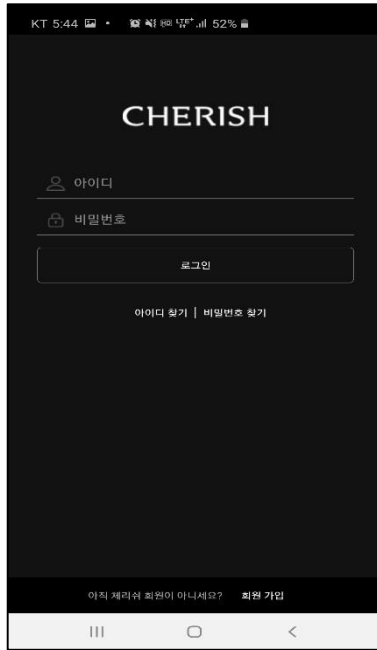 KT 5:44 LTE+ 52%
CHERISH
아이디
비밀번호
로그인
아이디 찾기 | 비밀번호 찾기
아직 체리쉬 회원이 아니세요? 회원 가입